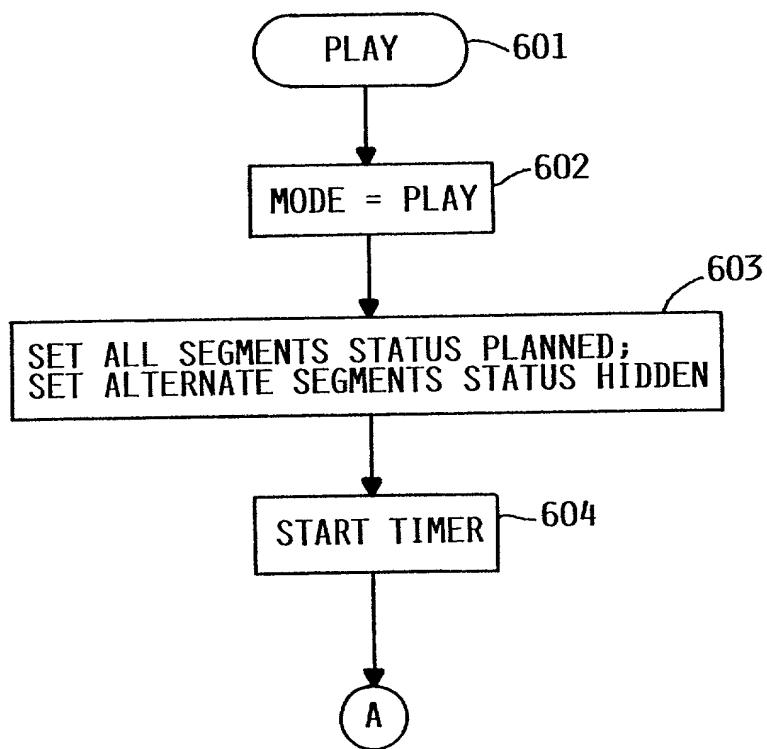 PLAY
601
MODE = PLAY
602
603
SET ALL SEGMENTS STATUS PLANNED;
SET ALTERNATE SEGMENTS STATUS HIDDEN
START TIMER
604
A